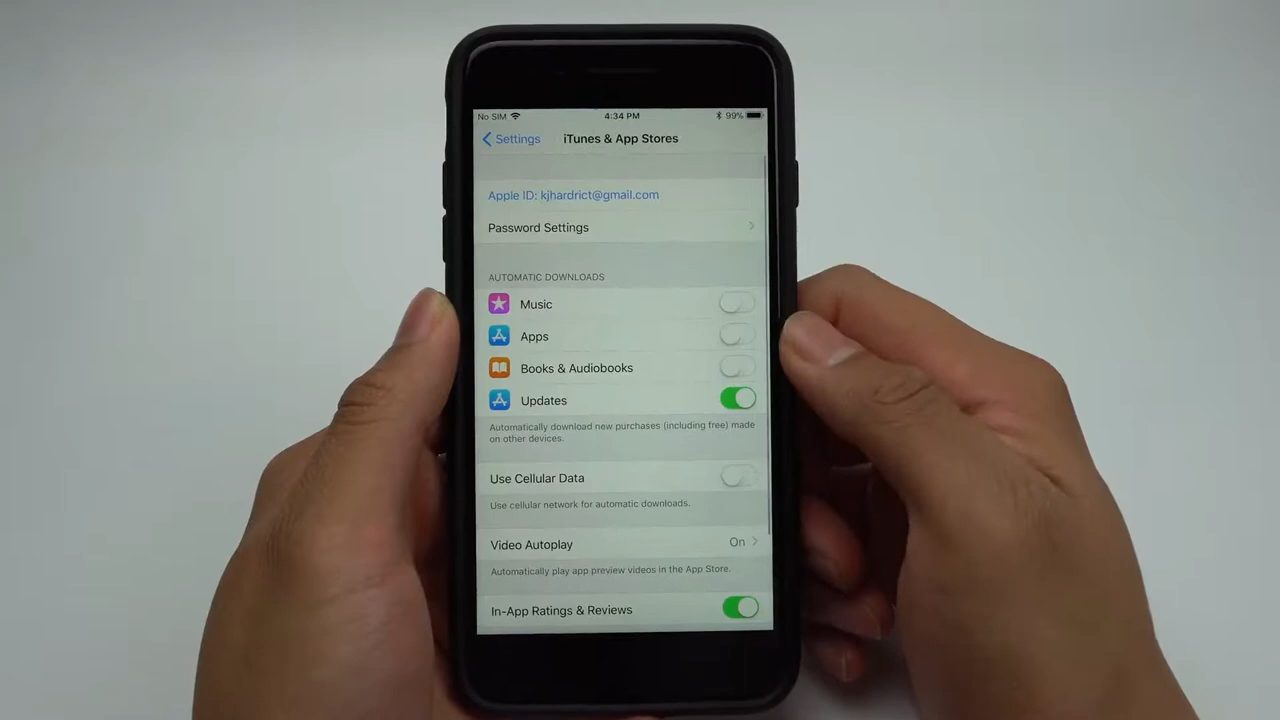 No SIM 4:34 PM 99%
Settings iTunes & App Stores
Apple ID: kjhardrict@gmail.com
Password Settings
AUTOMATIC DOWNLOADS
Music
Apps
Books & Audiobooks
Updates
Automatically download new purchases (including free) made
on other devices.
Use Cellular Data
Use cellular network for automatic downloads.
Video Autoplay On
Automatically play app preview videos in the App Store.
In-App Ratings & Reviews